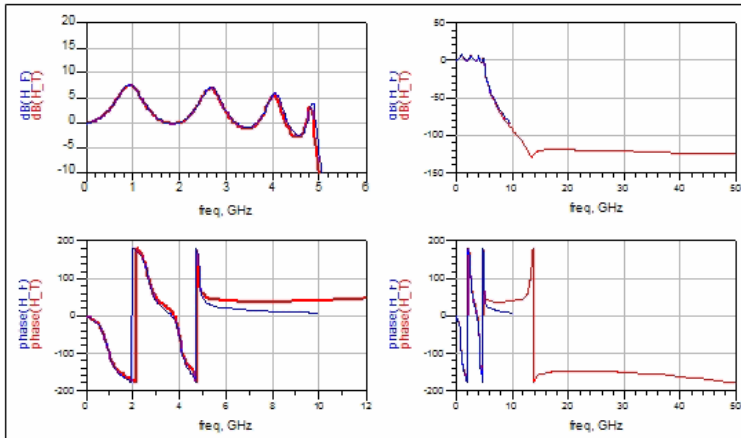 dB(H_F)
dB(H_T)
20
15
10
5
0
-5
-10
0 1 2 3 4 5 6
freq, GHz
dB(H_F)
dB(H_T)
50
0
-50
-100
-150
0 10 20 30 40 50
freq, GHz
phase(H_F)
phase(H_T)
200
100
0
-100
-200
0 2 4 6 8 10 12
freq, GHz
phase(H_F)
phase(H_T)
200
100
0
-100
-200
0 10 20 30 40 50
freq, GHz